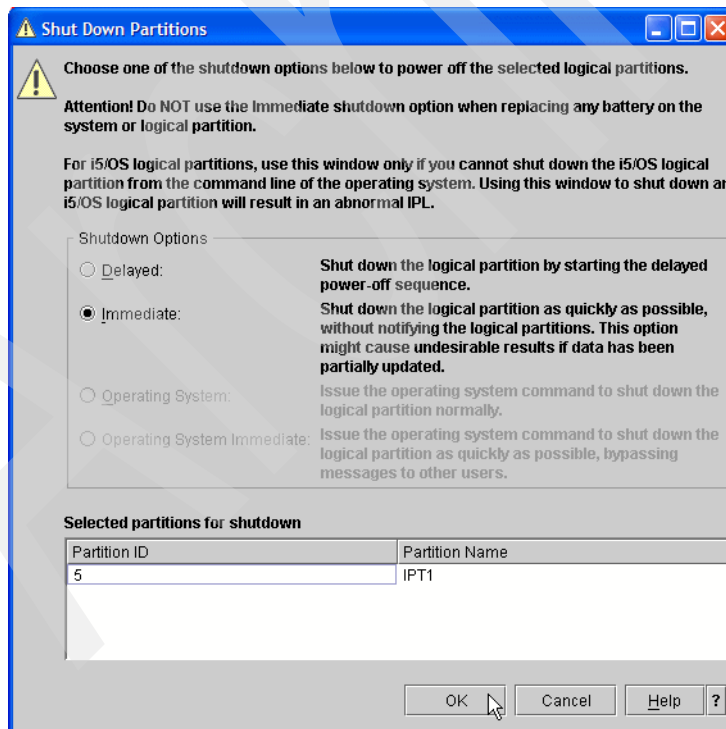 Shut Down Partitions
Choose one of the shutdown options below to power off the selected logical partitions.
Attention! Do NOT use the Immediate shutdown option when replacing any battery on the
system or logical partition.
For i5/OS logical partitions, use this window only if you cannot shut down the i5/OS logical
partition from the command line of the operating system. Using this window to shut down
i5/OS logical partition will result in an abnormal IPL.
Shutdown Options
Delayed:
Shut down the logical partition by starting the delayed
power-off sequence.
Immediate:
Shut down the logical partition as quickly as possible,
without notifying the logical partitions. This option
might cause undesirable results if data has been
partially updated.
Operating System:
Issue the operating system command to shut down the
logical partition normally.
Operating System Immediate:
Issue the operating system command to shut down the
logical partition as quickly as possible, bypassing
messages to other users.
Selected partitions for shutdown
Partition ID
Partition Name
5
IPT1
OK
Cancel
Help
?